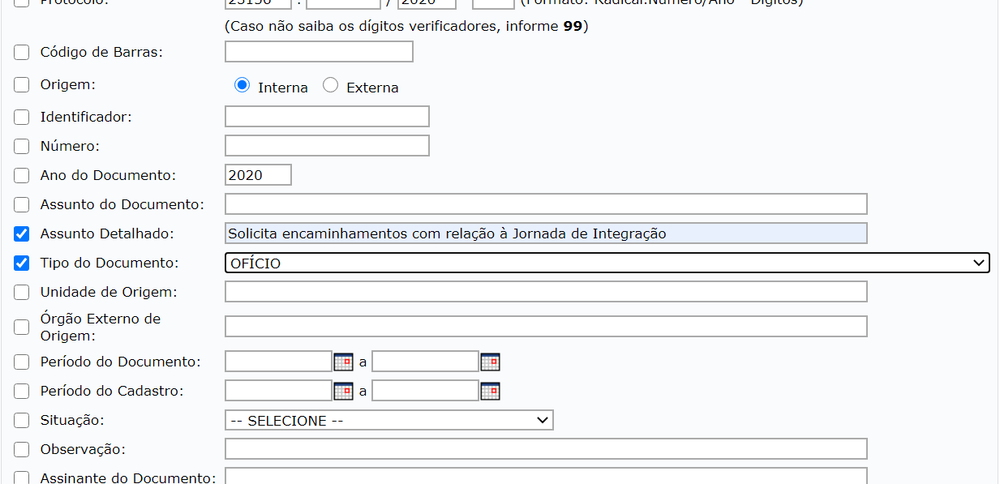 Protocolo: 23150 . / 2020 - (Formato: Radical.Número/Ano - Dígitos)
(Caso não saiba os dígitos verificadores, informe 99)
Código de Barras:
Origem: Interna Externa
Identificador:
Número:
Ano do Documento: 2020
Assunto do Documento:
Assunto Detalhado: Solicita encaminhamentos com relação à Jornada de Integração
Tipo do Documento: OFÍCIO
Unidade de Origem:
Órgão Externo de
Origem:
Período do Documento: a
Período do Cadastro: a
Situação: -- SELECIONE --
Observação:
Assinante do Documento: